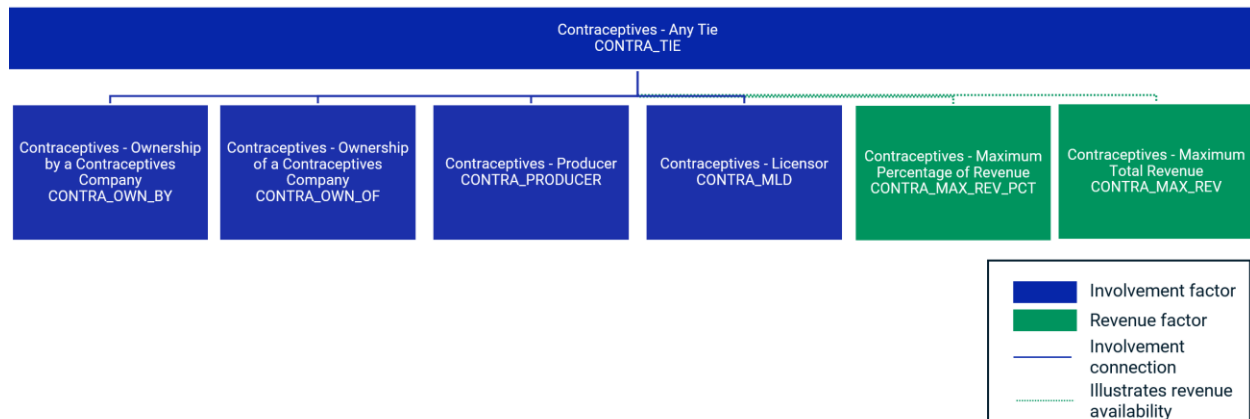 Contraceptives - Any Tie
CONTRA_TIE
Contraceptives - Ownership
by a Contraceptives
Company
CONTRA_OWN_BY
Contraceptives - Ownership
of a Contraceptives
Company
CONTRA_OWN_OF
Contraceptives - Producer
CONTRA_PRODUCER
Contraceptives - Licensor
CONTRA_MLD
Contraceptives - Maximum
Percentage of Revenue
CONTRA_MAX_REV_PCT
Contraceptives - Maximum
Total Revenue
CONTRA_MAX_REV
Involvement factor
Revenue factor
Involvement
connection
Illustrates revenue
availability